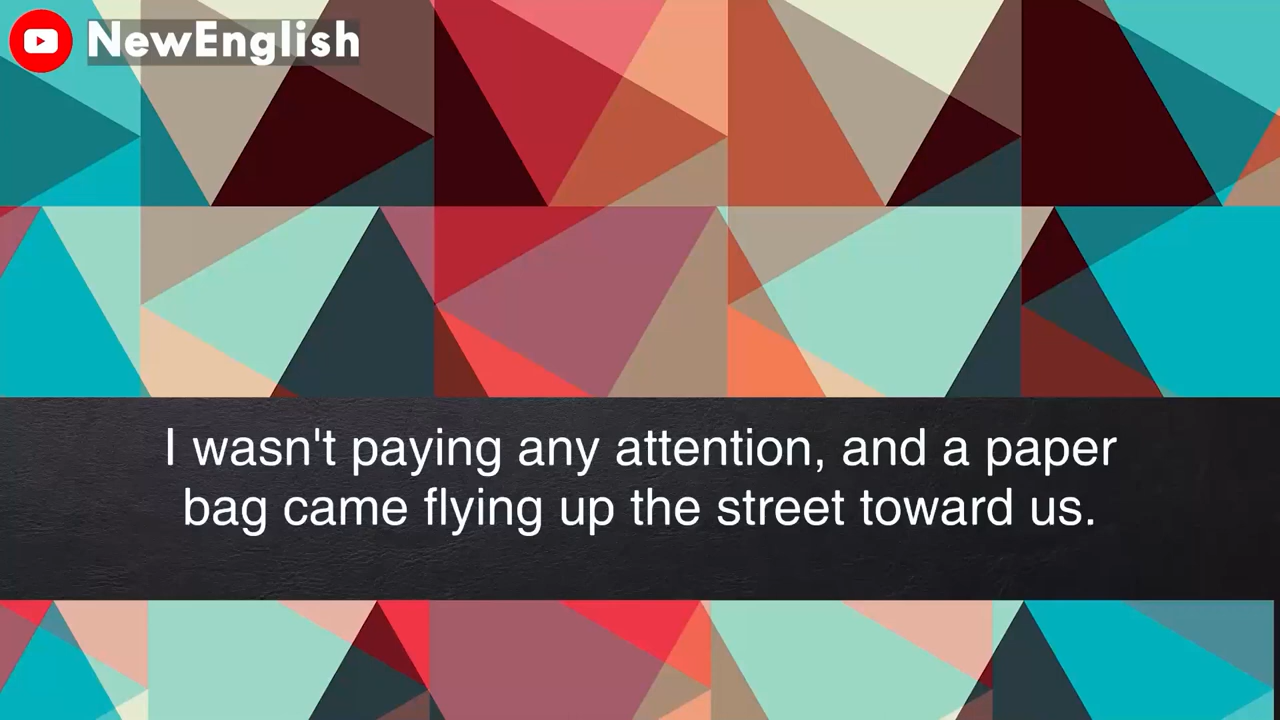 NewEnglish
I wasn't paying any attention, and a paper
bag came flying up the street toward us.